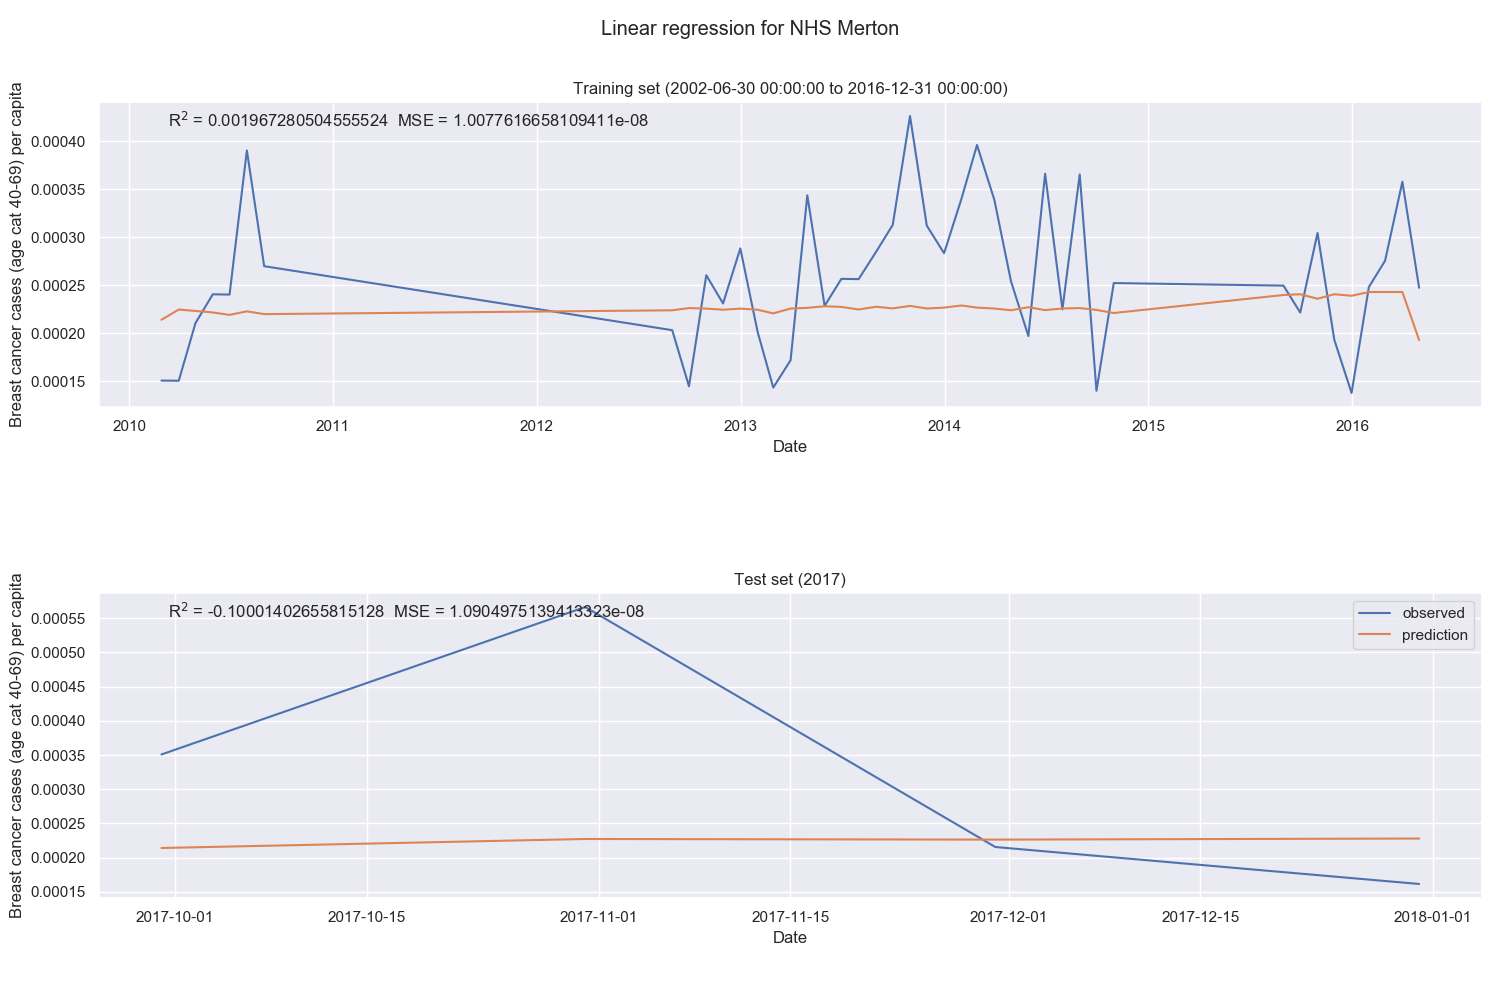 Linear regression for NHS Merton
Training set (2002-06-30 00:00:00 to 2016-12-31 00:00:00)
R² = 0.001967280504555524 MSE = 1.0077616658109411e-08
Breast cancer cases (age cat 40-69) per capita
0.00040
0.00035
0.00030
0.00025
0.00020
0.00015
2010 2011 2012 2013 2014 2015 2016
Date
Test set (2017)
R² = -0.10001402655815128 MSE = 1.0904975139413323e-08
observed
prediction
Breast cancer cases (age cat 40-69) per capita
0.00055
0.00050
0.00045
0.00040
0.00035
0.00030
0.00025
0.00020
0.00015
2017-10-01 2017-10-15 2017-11-01 2017-11-15 2017-12-01 2017-12-15 2018-01-01
Date